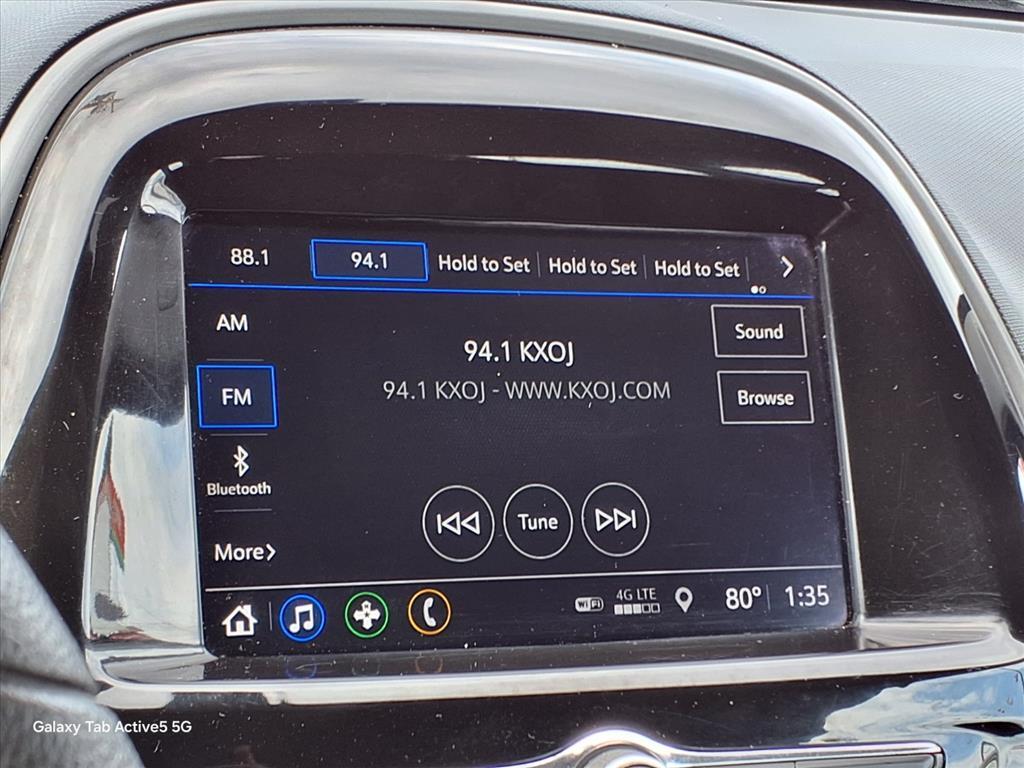 88.1 94.1 Hold to Set Hold to Set Hold to Set
AM
Sound
94.1 KXOJ
94.1 KXOJ - WWW.KXOJ.COM
FM
Browse
Bluetooth
Tune
More
WiFi 4G LTE 80° 1:35
Galaxy Tab Active5 5G